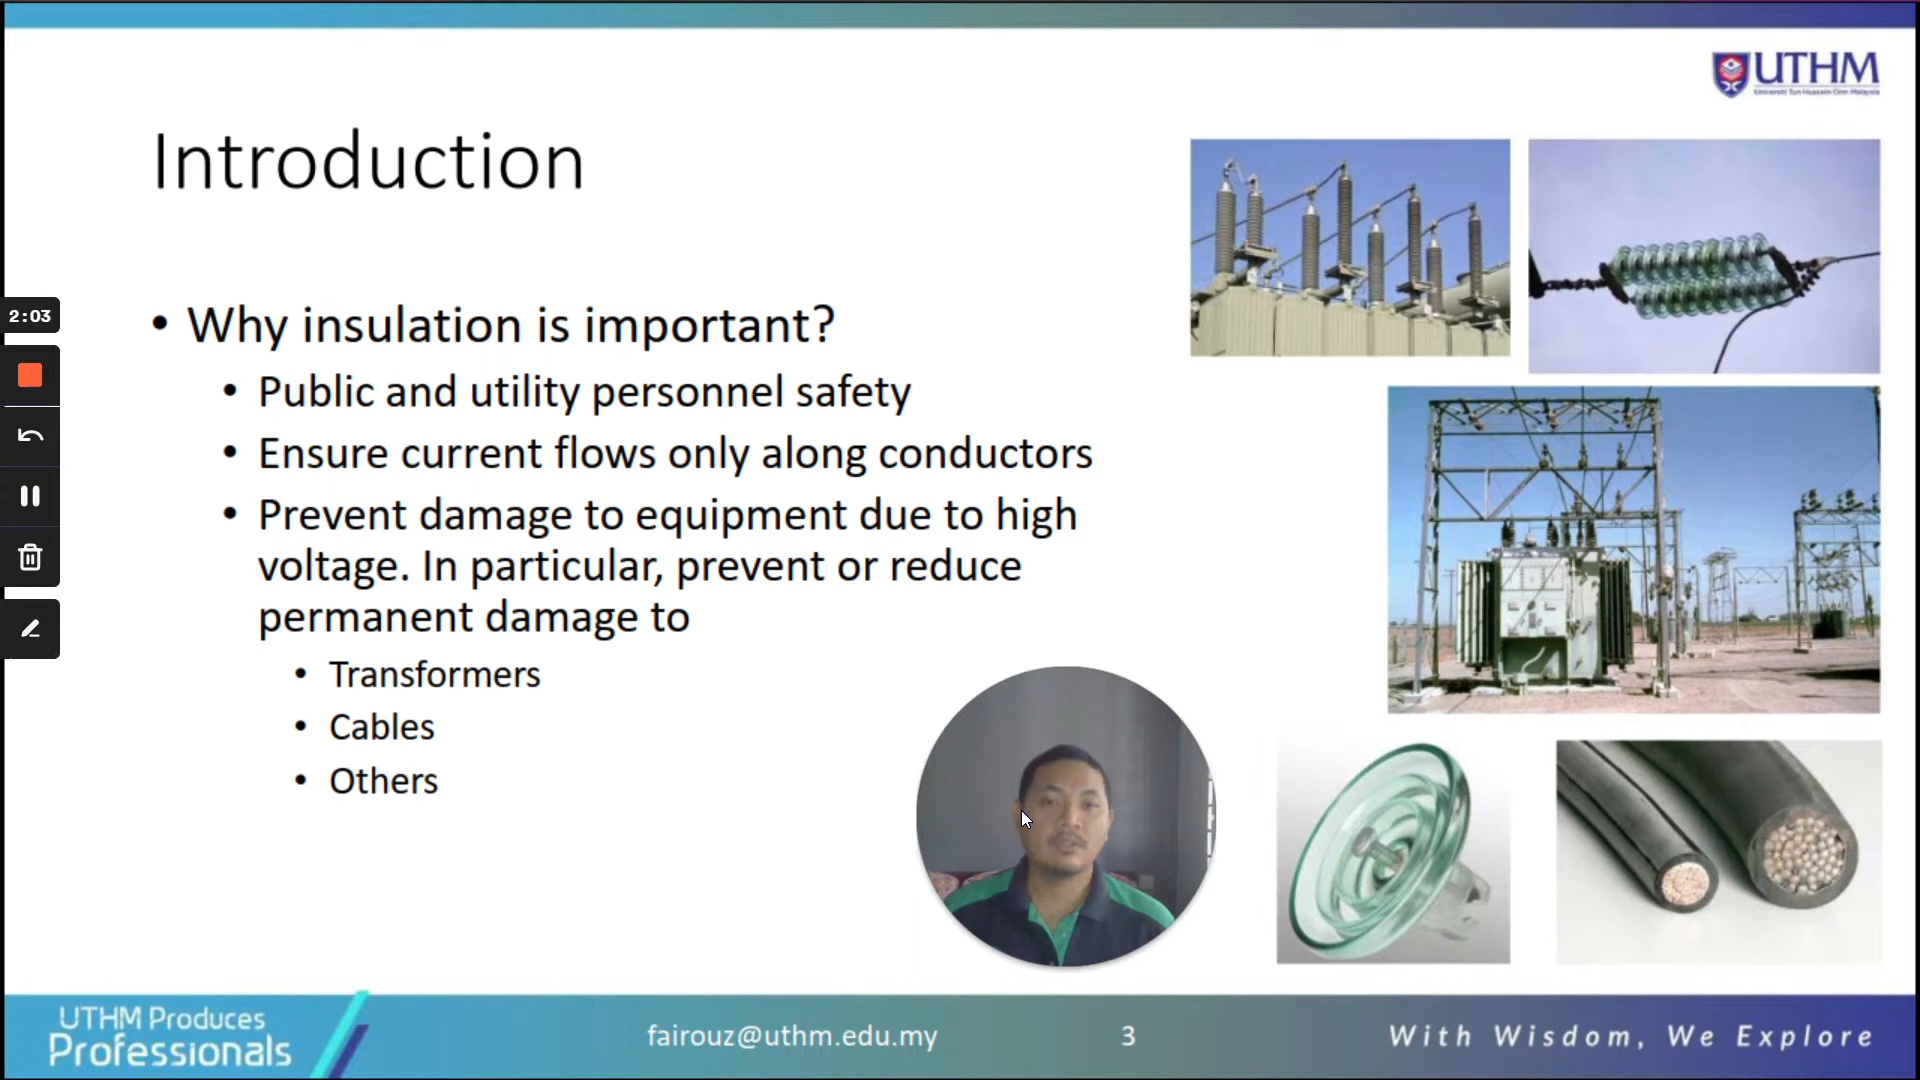 UTHM
Universiti Tun Hussein Onn Malaysia
Introduction
• Why insulation is important?
• Public and utility personnel safety
• Ensure current flows only along conductors
• Prevent damage to equipment due to high
voltage. In particular, prevent or reduce
permanent damage to
• Transformers
• Cables
• Others
2:03
UTHM Produces
Professionals
fairouz@uthm.edu.my
3
With Wisdom, We Explore